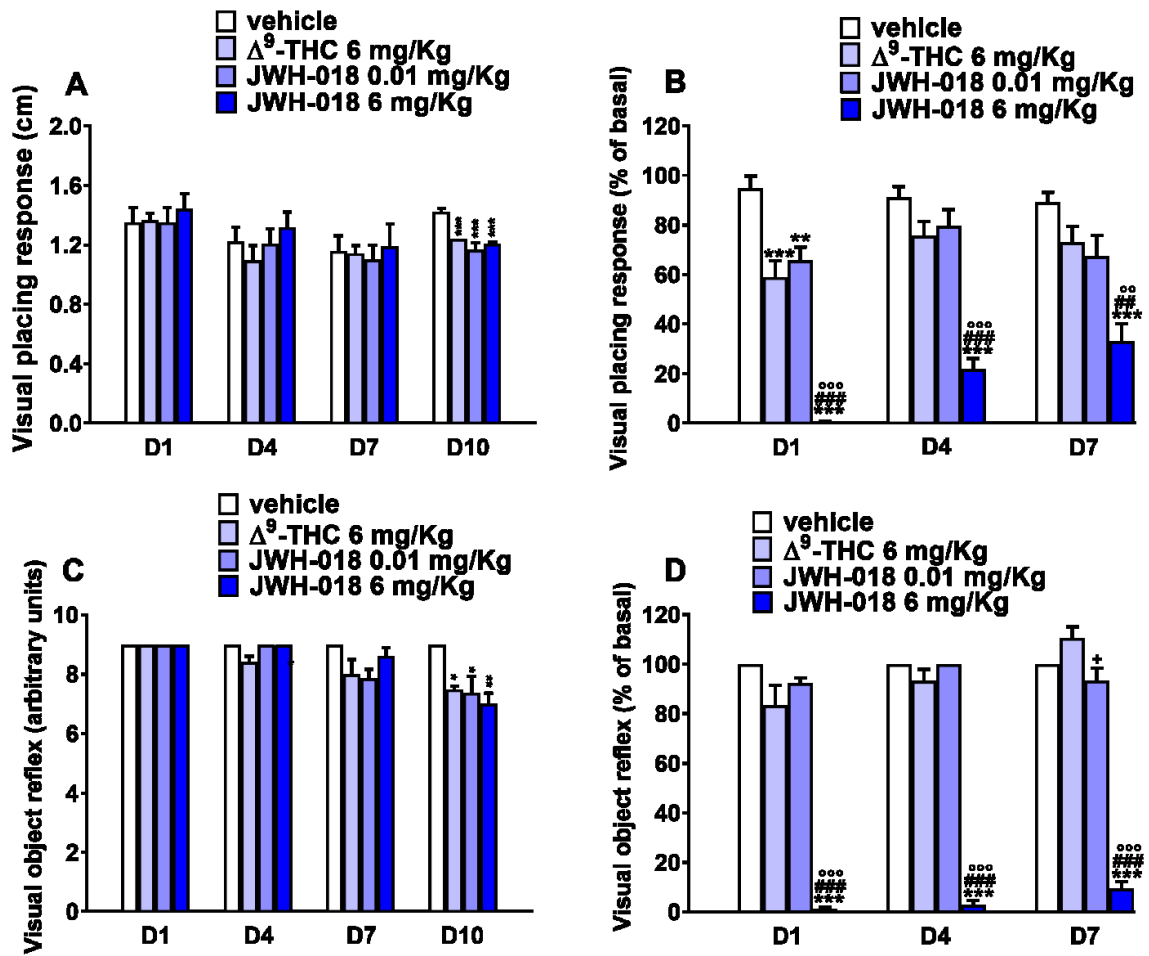 vehicle
Δ⁹-THC 6 mg/Kg
JWH-018 0.01 mg/Kg
JWH-018 6 mg/Kg
A
Visual placing response (cm)
2.0
1.6
1.2
0.8
0.4
0.0
***
***
***
D1
D4
D7
D10
vehicle
Δ⁹-THC 6 mg/Kg
JWH-018 0.01 mg/Kg
JWH-018 6 mg/Kg
B
Visual placing response (% of basal)
120
100
80
60
40
20
0
***
**
°°°
###
***
°°°
###
***
°°
##
***
D1
D4
D7
vehicle
Δ⁹-THC 6 mg/Kg
JWH-018 0.01 mg/Kg
JWH-018 6 mg/Kg
C
Visual object reflex (arbitrary units)
10
8
6
4
2
0
*
*
**
D1
D4
D7
D10
vehicle
Δ⁹-THC 6 mg/Kg
JWH-018 0.01 mg/Kg
JWH-018 6 mg/Kg
D
Visual object reflex (% of basal)
120
100
80
60
40
20
0
°°°
###
***
°°°
###
***
+
°°°
###
***
D1
D4
D7